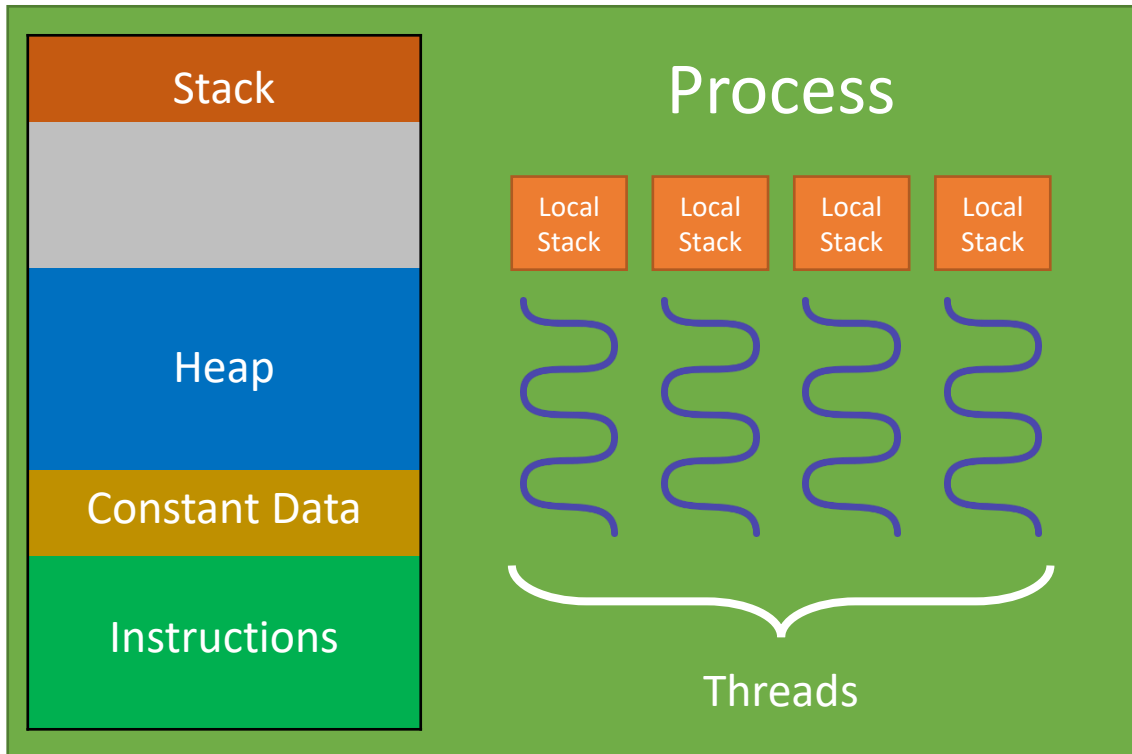 Stack
Heap
Constant Data
Instructions
Process
Local
Stack
Local
Stack
Local
Stack
Local
Stack
Threads